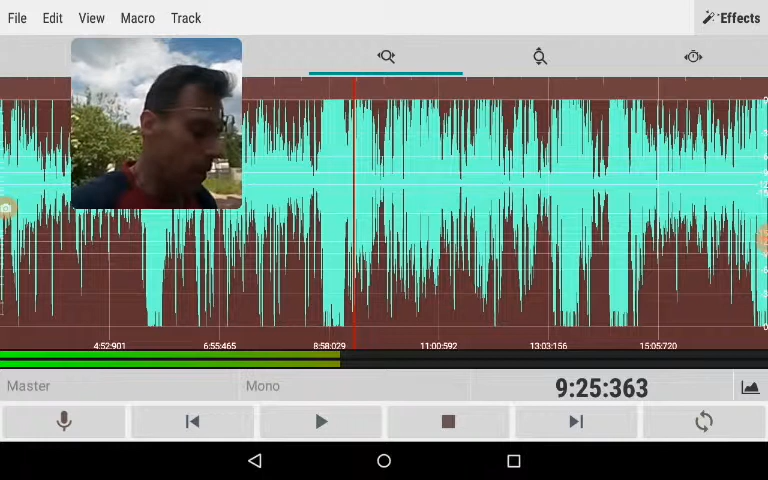 File Edit View Macro Track Effects
4:52:901 6:55:465 8:58:029 11:00:592 13:03:156 15:05:720
Master Mono 9:25:363